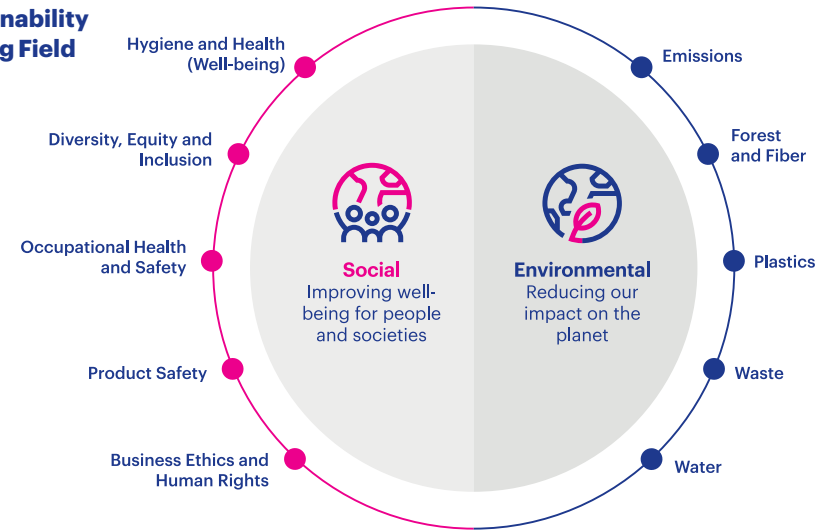 nability
g Field
Hygiene and Health
(Well-being)
Diversity, Equity and
Inclusion
Occupational Health
and Safety
Product Safety
Business Ethics and
Human Rights
Social
Improving well-
being for people
and societies
Environmental
Reducing our
impact on the
planet
Emissions
Forest
and Fiber
Plastics
Waste
Water